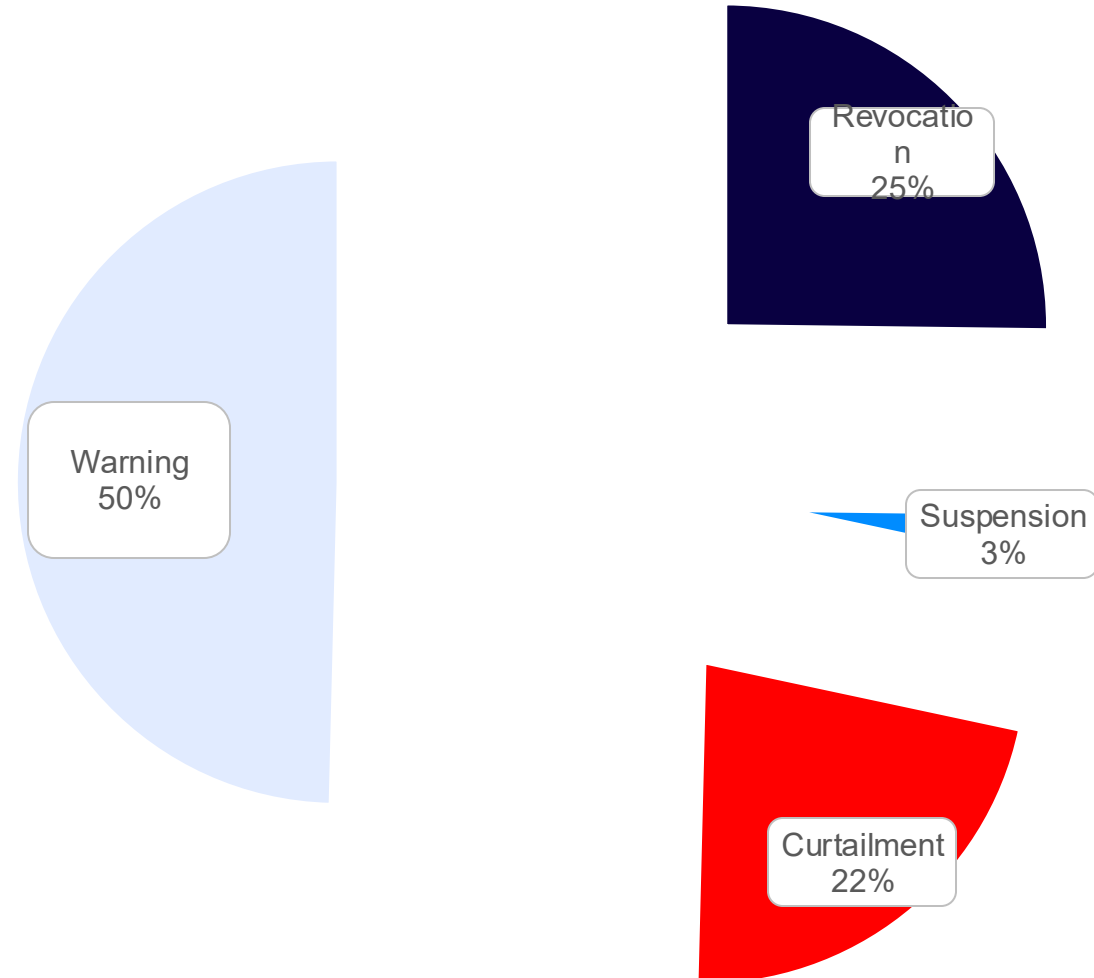 Revocatio
n
25%
Warning
50%
Suspension
3%
Curtailment
22%